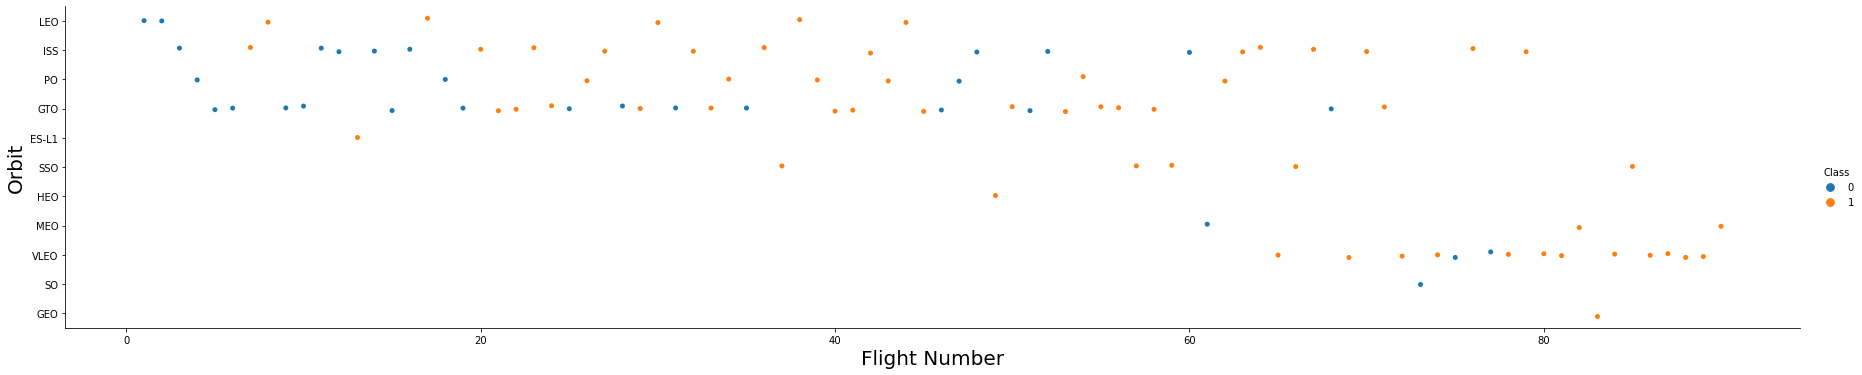 LEO
ISS
PO
GTO
ES-L1
SSO
HEO
MEO
VLEO
SO
GEO
Orbit
0 20 40 60 80
Flight Number
Class
0
1